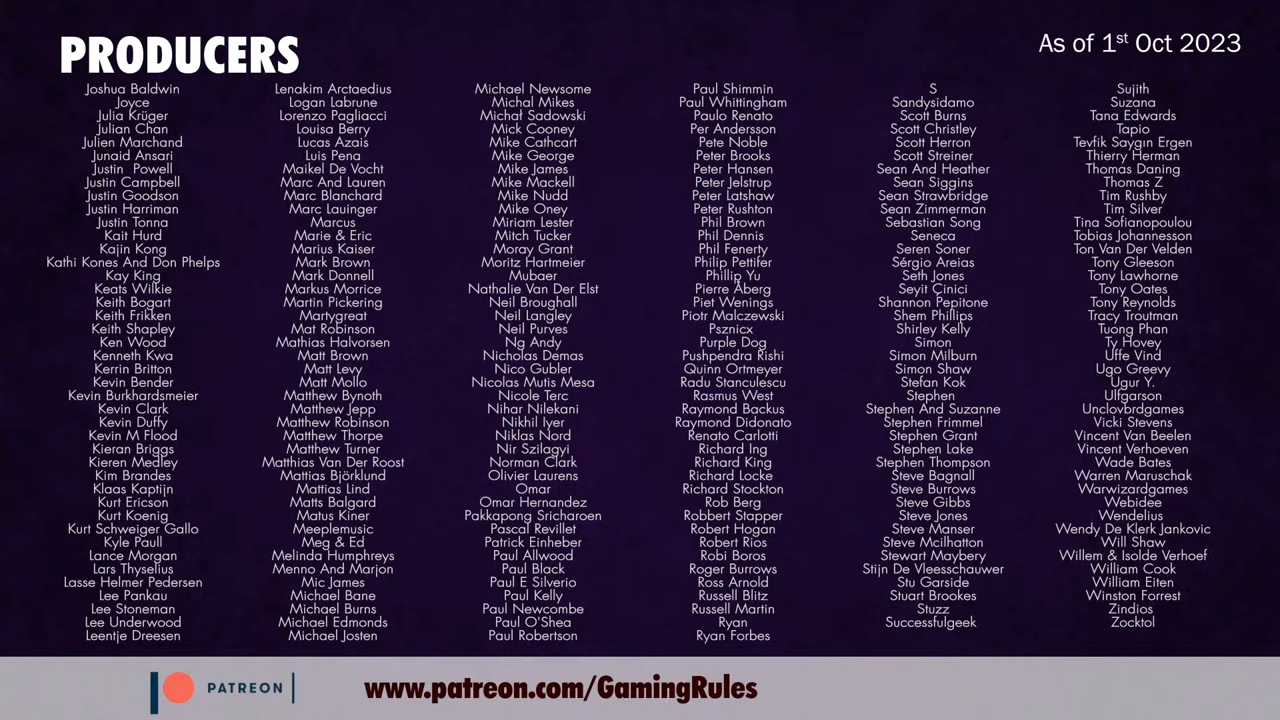 PRODUCERS
As of 1st Oct 2023
Joshua Baldwin
Joyce
Julia Krüger
Julian Chan
Julien Marchand
Junaid Ansari
Justin  Powell
Justin Campbell
Justin Goodson
Justin Harriman
Justin Tonna
Kait Hurd
Kajin Kong
Kathi Kones And Don Phelps
Kay King
Keats Wilkie
Keith Bogart
Keith Frikken
Keith Shapley
Ken Wood
Kenneth Kwa
Kerrin Britton
Kevin Bender
Kevin Burkhardsmeier
Kevin Clark
Kevin Duffy
Kevin M Flood
Kieran Briggs
Kieren Medley
Kim Brandes
Klaas Kaptijn
Kurt Ericson
Kurt Koenig
Kurt Schweiger Gallo
Kyle Paull
Lance Morgan
Lars Thyselius
Lasse Helmer Pedersen
Lee Pankau
Lee Stoneman
Lee Underwood
Leentje Dreesen
Lenakim Arctaedius
Logan Labrune
Lorenzo Pagliacci
Louisa Berry
Lucas Azais
Luis Pena
Maikel De Vocht
Marc And Lauren
Marc Blanchard
Marc Lauinger
Marcus
Marie & Eric
Marius Kaiser
Mark Brown
Mark Donnell
Markus Morrice
Martin Pickering
Martygreat
Mat Robinson
Mathias Halvorsen
Matt Brown
Matt Levy
Matt Mollo
Matthew Bynoth
Matthew Jepp
Matthew Robinson
Matthew Thorpe
Matthew Turner
Matthias Van Der Roost
Mattias Björklund
Mattias Lind
Matts Balgard
Matus Kiner
Meeplemusic
Meg & Ed
Melinda Humphreys
Menno And Marjon
Mic James
Michael Bane
Michael Burns
Michael Edmonds
Michael Josten
Michael Newsome
Michal Mikes
Michał Sadowski
Mick Cooney
Mike Cathcart
Mike George
Mike James
Mike Mackell
Mike Nudd
Mike Oney
Miriam Lester
Mitch Tucker
Moray Grant
Moritz Hartmeier
Mubaer
Nathalie Van Der Elst
Neil Broughall
Neil Langley
Neil Purves
Ng Andy
Nicholas Demas
Nico Gubler
Nicolas Mutis Mesa
Nicole Terc
Nihar Nilekani
Nikhil Iyer
Niklas Nord
Nir Szilagyi
Norman Clark
Olivier Laurens
Omar
Omar Hernandez
Pakkapong Sricharoen
Pascal Revillet
Patrick Einheber
Paul Allwood
Paul Black
Paul E Silverio
Paul Kelly
Paul Newcombe
Paul O'Shea
Paul Robertson
Paul Shimmin
Paul Whittingham
Paulo Renato
Per Andersson
Pete Noble
Peter Brooks
Peter Hansen
Peter Jelstrup
Peter Latshaw
Peter Rushton
Phil Brown
Phil Dennis
Phil Fenerty
Philip Pettifer
Phillip Yu
Pierre Åberg
Piet Wenings
Piotr Malczewski
Psznicx
Purple Dog
Pushpendra Rishi
Quinn Ortmeyer
Radu Stanculescu
Rasmus West
Raymond Backus
Raymond Didonato
Renato Carlotti
Richard Ing
Richard King
Richard Locke
Richard Stockton
Rob Berg
Robbert Stapper
Robert Hogan
Robert Rios
Robi Boros
Roger Burrows
Ross Arnold
Russell Blitz
Russell Martin
Ryan
Ryan Forbes
S
Sandysidamo
Scott Burns
Scott Christley
Scott Herron
Scott Streiner
Sean And Heather
Sean Siggins
Sean Strawbridge
Sean Zimmerman
Sebastian Song
Seneca
Seren Soner
Sérgio Areias
Seth Jones
Seyit Çinici
Shannon Pepitone
Shem Phillips
Shirley Kelly
Simon
Simon Milburn
Simon Shaw
Stefan Kok
Stephen
Stephen And Suzanne
Stephen Frimmel
Stephen Grant
Stephen Lake
Stephen Thompson
Steve Bagnall
Steve Burrows
Steve Gibbs
Steve Jones
Steve Manser
Steve Mcilhatton
Stewart Maybery
Stijn De Vleesschauwer
Stu Garside
Stuart Brookes
Stuzz
Successfulgeek
Sujith
Suzana
Tana Edwards
Tapio
Tevfik Saygın Ergen
Thierry Herman
Thomas Daning
Thomas Z
Tim Rushby
Tim Silver
Tina Sofianopoulou
Tobias Johannesson
Ton Van Der Velden
Tony Gleeson
Tony Lawhorne
Tony Oates
Tony Reynolds
Tracy Troutman
Tuong Phan
Ty Hovey
Uffe Vind
Ugo Greevy
Ugur Y.
Ulfgarson
Unclovbrdgames
Vicki Stevens
Vincent Van Beelen
Vincent Verhoeven
Wade Bates
Warren Maruschak
Warwizardgames
Webidee
Wendelius
Wendy De Klerk Jankovic
Will Shaw
Willem & Isolde Verhoef
William Cook
William Eiten
Winston Forrest
Zindios
Zocktol
PATREON
www.patreon.com/GamingRules